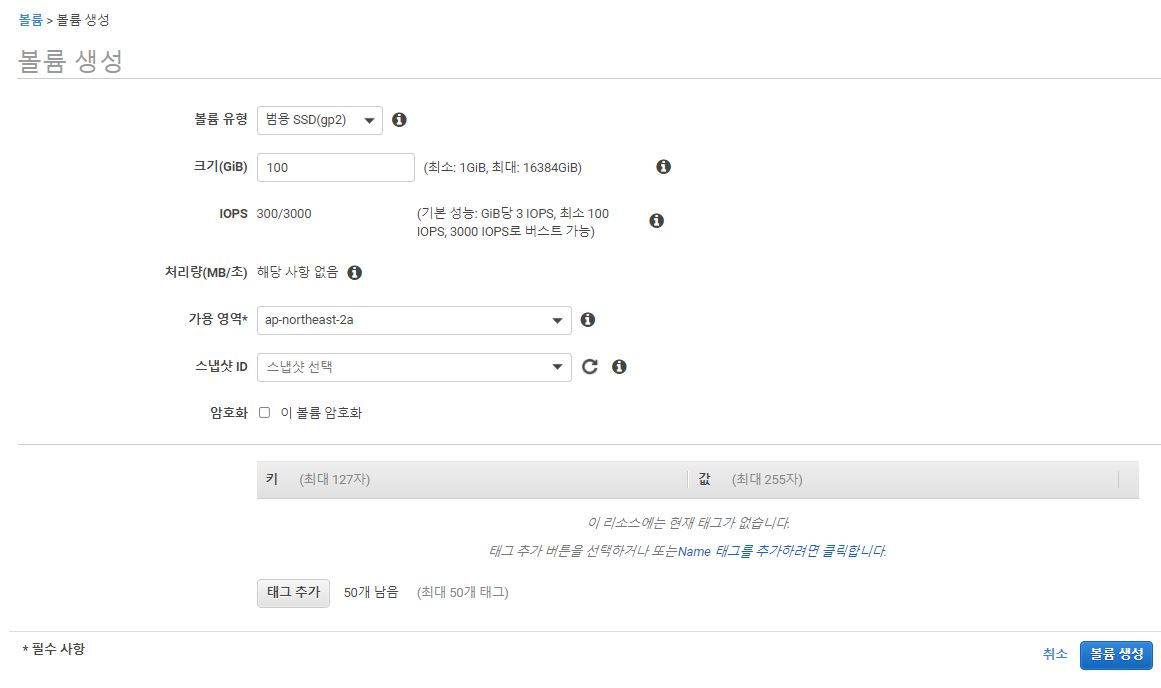 볼륨 > 볼륨 생성
볼륨 생성
볼륨 유형 범용 SSD(gp2)
크기(GiB) 100 (최소: 1GiB, 최대: 16384GiB)
IOPS 300/3000 (기본 성능: GiB당 3 IOPS, 최소 100
IOPS, 3000 IOPS로 버스트 가능)
처리량(MB/초) 해당 사항 없음
가용 영역* ap-northeast-2a
스냅샷 ID 스냅샷 선택
암호화 이 볼륨 암호화
키 (최대 127자) 값 (최대 255자)
이 리소스에는 현재 태그가 없습니다.
태그 추가 버튼을 선택하거나 또는Name 태그를 추가하려면 클릭합니다.
태그 추가 50개 남음 (최대 50개 태그)
* 필수 사항 취소 볼륨 생성